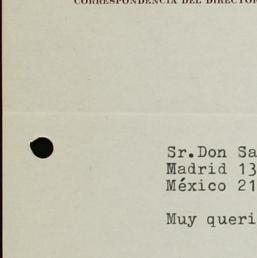 CORRESPONDENCIA DEL DIRECTOR
Sr.Don Sa
Madrid 13
México 21
Muy queri